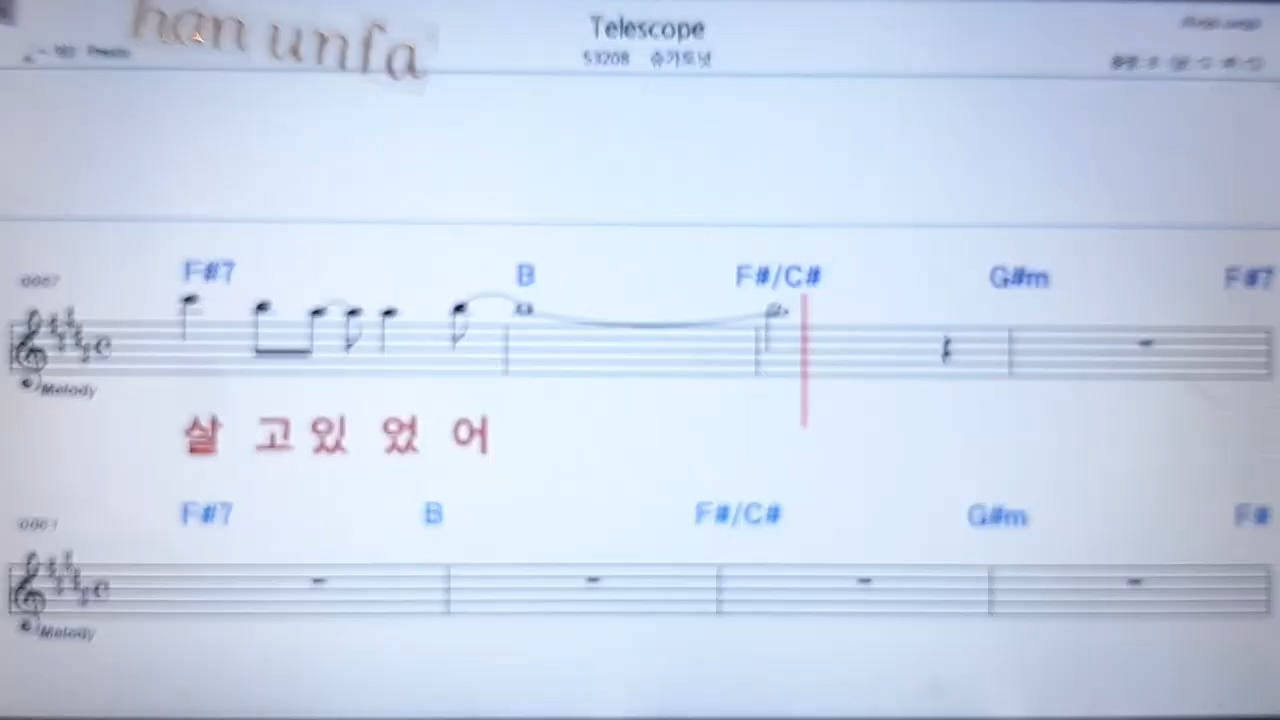 han unfa
Telescope
53208 슈가도넛
F#7 B F#/C# G#m F#7
Melody
살 고 있 었 어
F#7 B F#/C# G#m F#
Melody